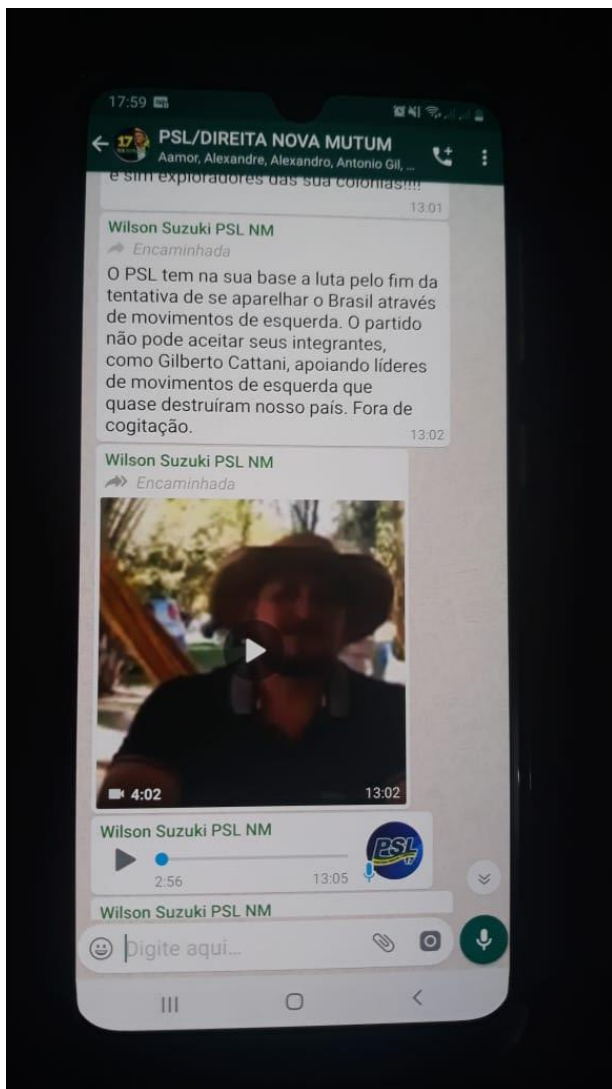 17:59
PSL/DIREITA NOVA MUTUM
Aamor, Alexandre, Alexandro, Antonio Gil, ...
e sim exploradores das sua colonias!!!!
13:01
Wilson Suzuki PSL NM
Encaminhada
O PSL tem na sua base a luta pelo fim da
tentativa de se aparelhar o Brasil através
de movimentos de esquerda. O partido
não pode aceitar seus integrantes,
como Gilberto Cattani, apoiando líderes
de movimentos de esquerda que
quase destruíram nosso país. Fora de
cogitação.
13:02
Wilson Suzuki PSL NM
Encaminhada
4:02
13:02
Wilson Suzuki PSL NM
PSL
2:56
13:05
Wilson Suzuki PSL NM
Digite aqui...